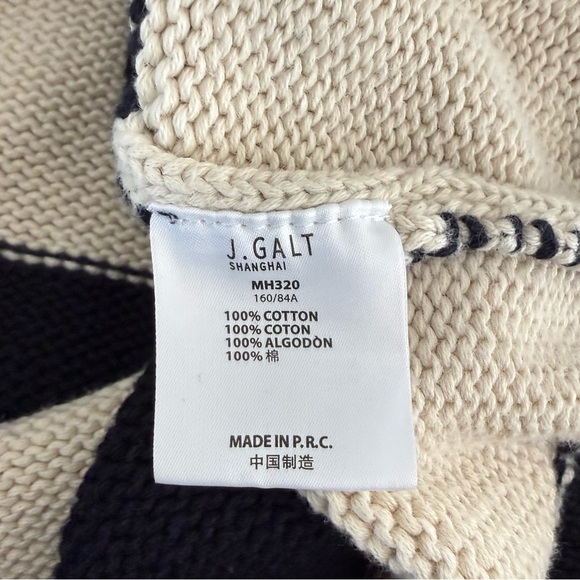 J.GALT
SHANGHAI
MH320
160/84A
100% COTTON
100% COTON
100% ALGODÒN
100% 棉
MADE IN P.R.C.
中国制造